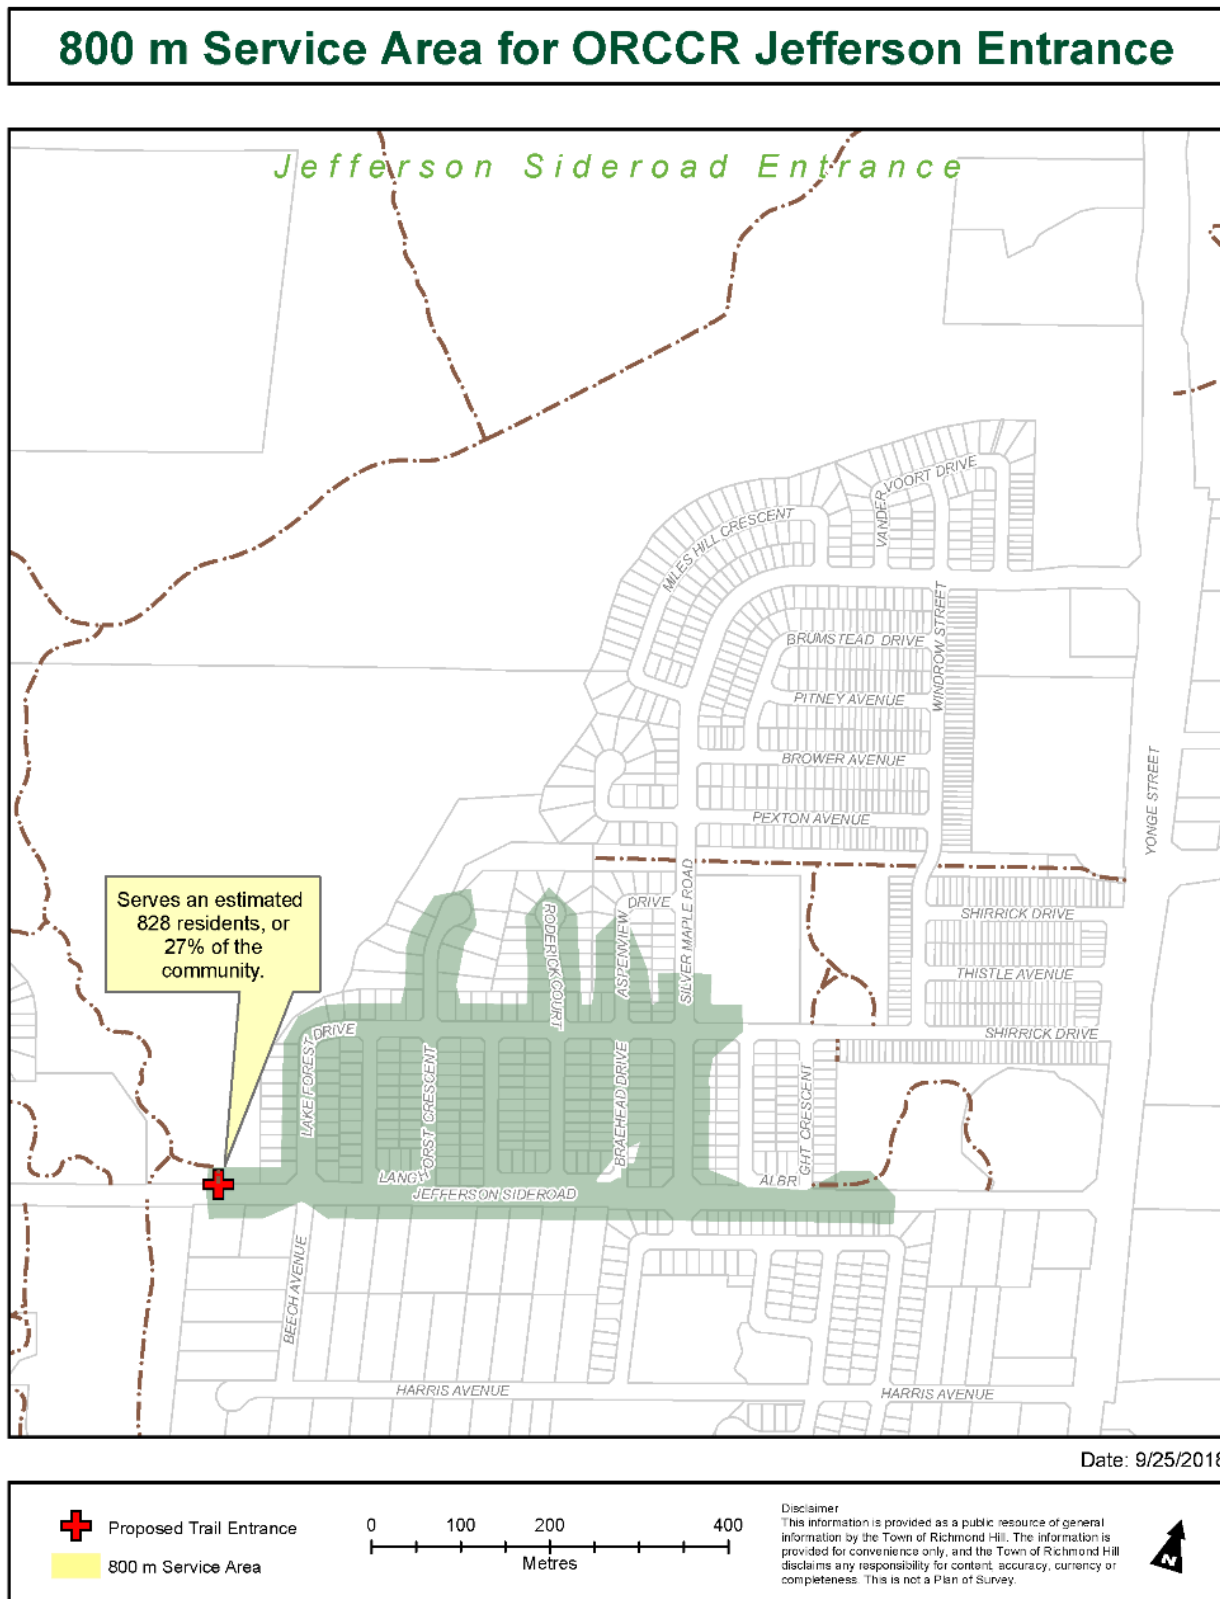 800 m Service Area for ORCCR Jefferson Entrance
Jefferson Sideroad Entrance
VANDERVOORT DRIVE
MILES HILL CRESCENT
WINDROW STREET
BRUMSTEAD DRIVE
PITNEY AVENUE
BROWER AVENUE
YONGE STREET
PEXTON AVENUE
Serves an estimated
828 residents, or
27% of the
community.
RODERICK COURT
ASPENVIEW
DRIVE
SILVER MAPLE ROAD
SHIRRICK DRIVE
THISTLE AVENUE
SHIRRICK DRIVE
LAKE FOREST DRIVE
LANGHORST CRESCENT
BRAEHEAD DRIVE
ALBRIGHT CRESCENT
JEFFERSON SIDEROAD
BEECH AVENUE
HARRIS AVENUE
HARRIS AVENUE
Date: 9/25/2018
Proposed Trail Entrance
800 m Service Area
0 100 200 400
Metres
Disclaimer
This information is provided as a public resource of general
information by the Town of Richmond Hill. The information is
provided for convenience only, and the Town of Richmond Hill
disclaims any responsibility for content, accuracy, currency or
completeness. This is not a Plan of Survey.
N